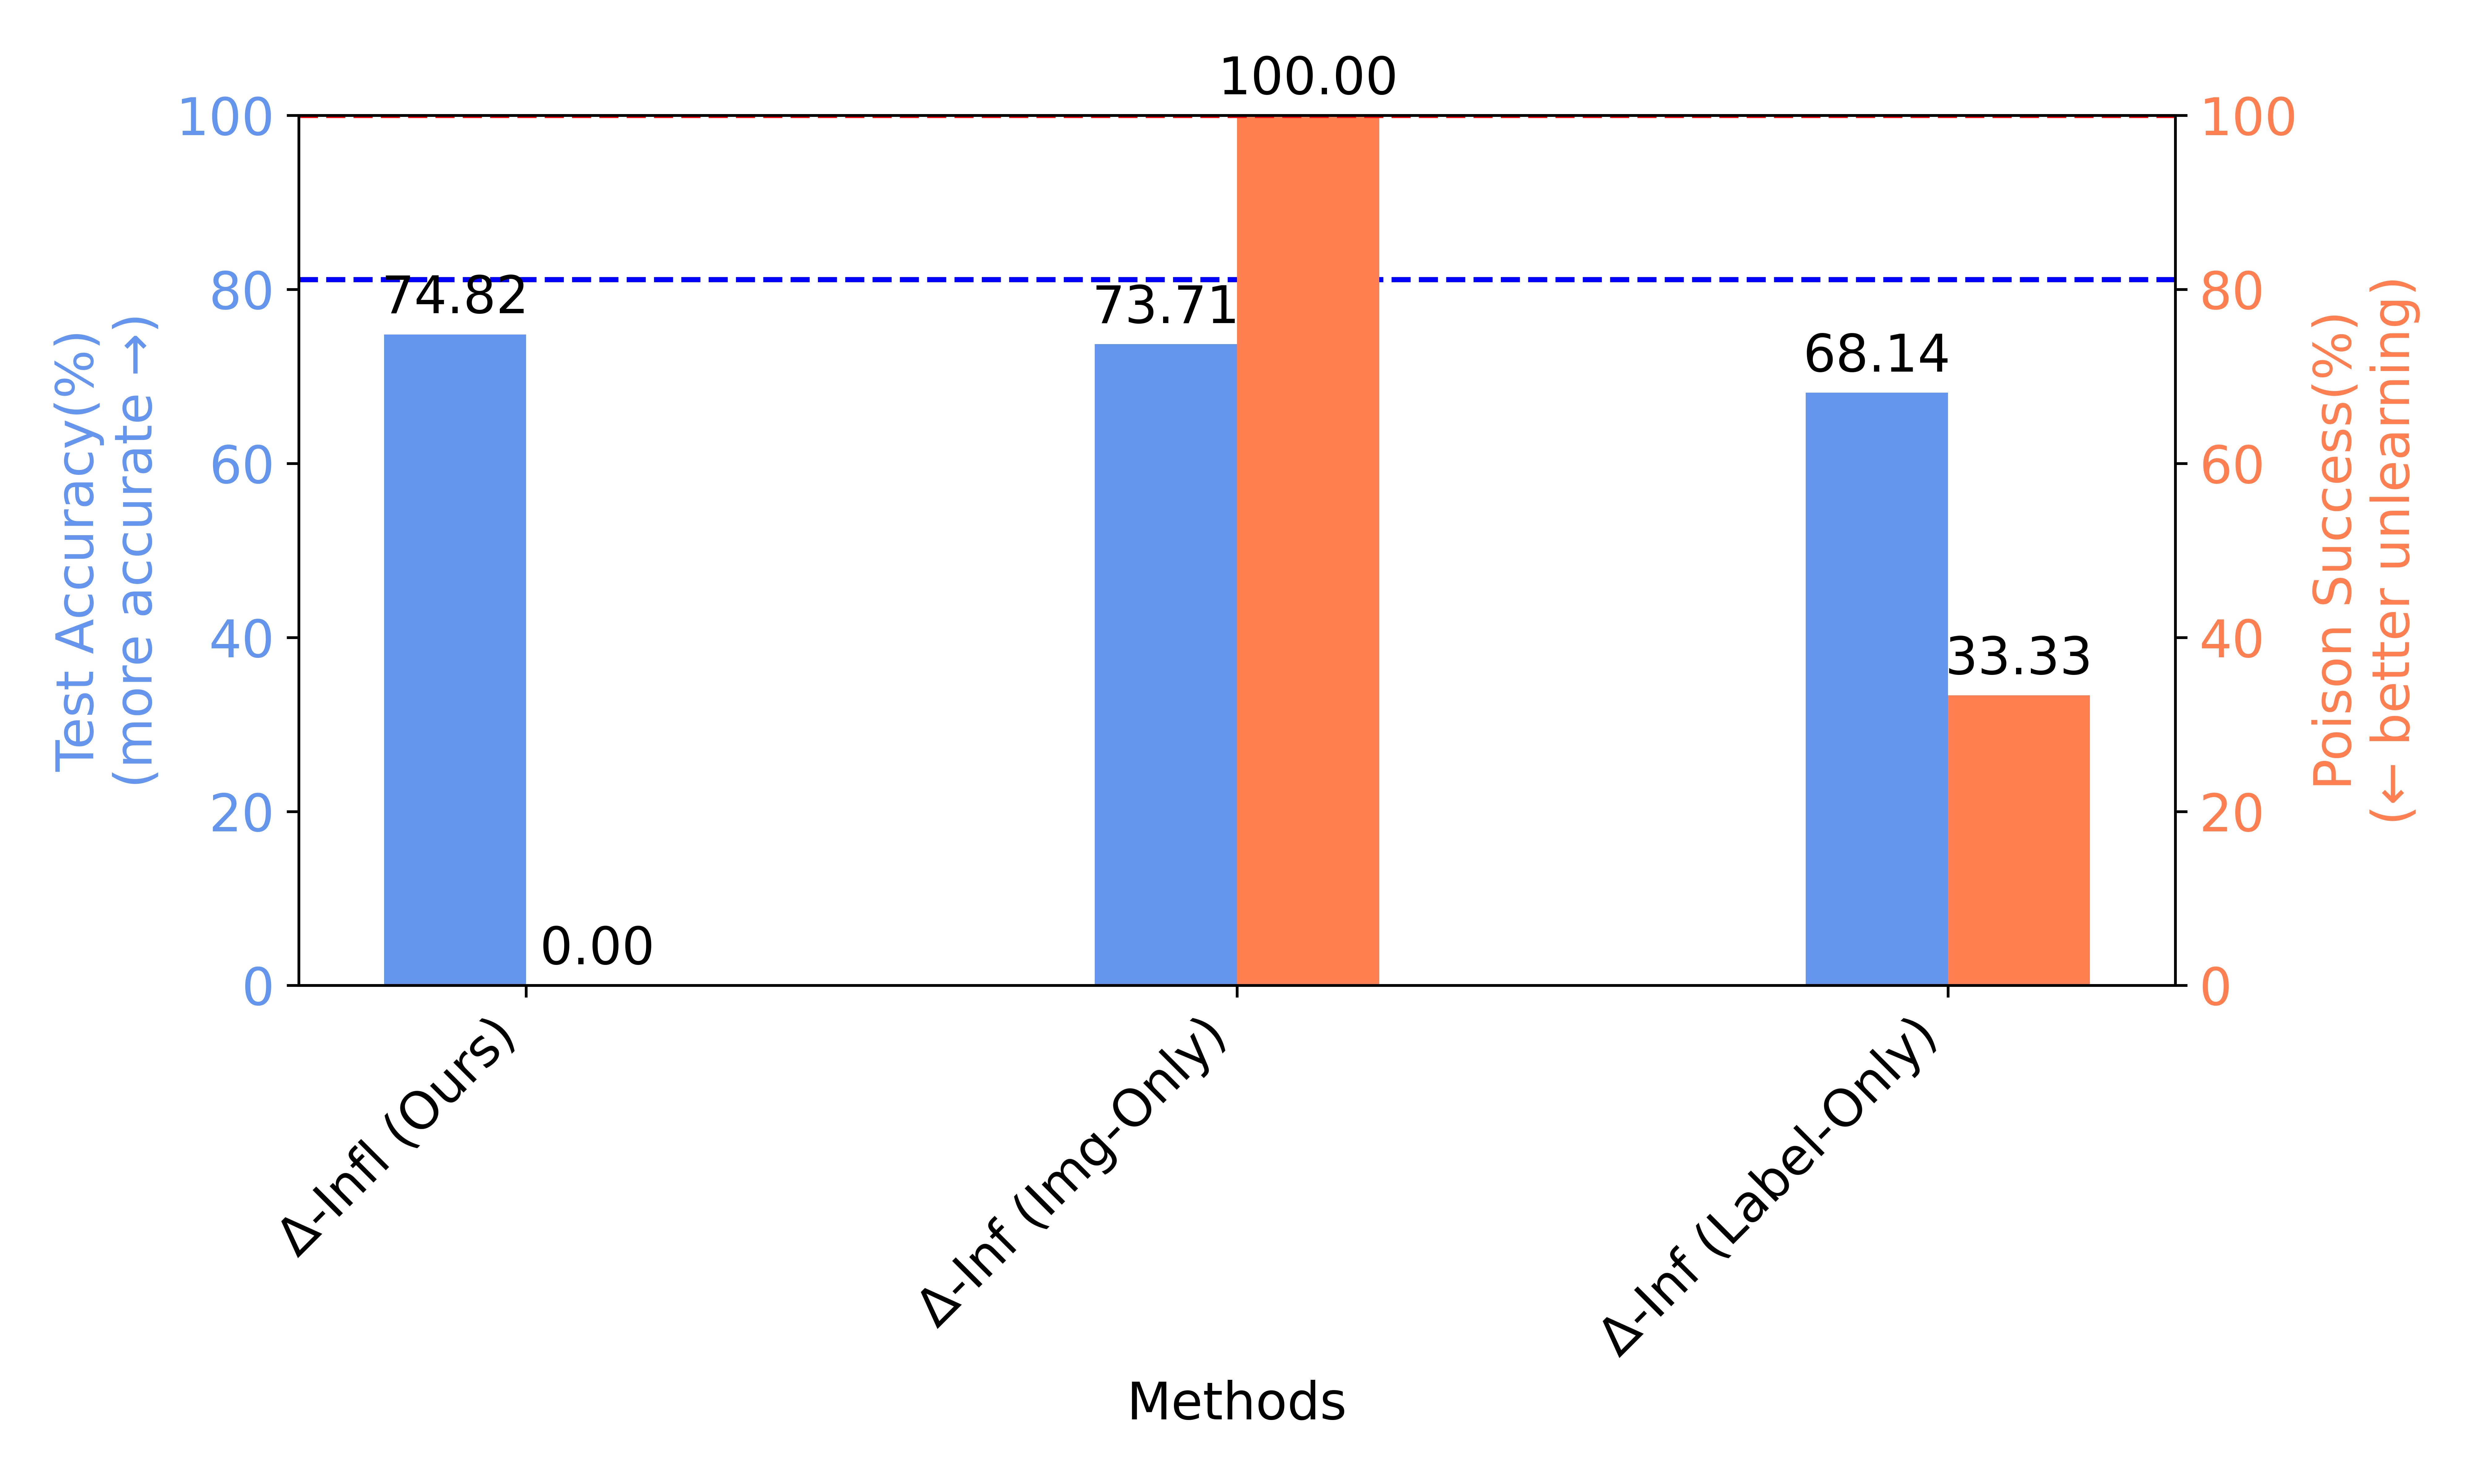 100.00
100
80
60
40
20
0
Test Accuracy(%)
(more accurate →)
74.82
0.00
73.71
68.14
33.33
100
80
60
40
20
0
Poison Success(%)
(← better unlearning)
Δ-Infl (Ours)
Δ-Inf (Img-Only)
Δ-Inf (Label-Only)
Methods